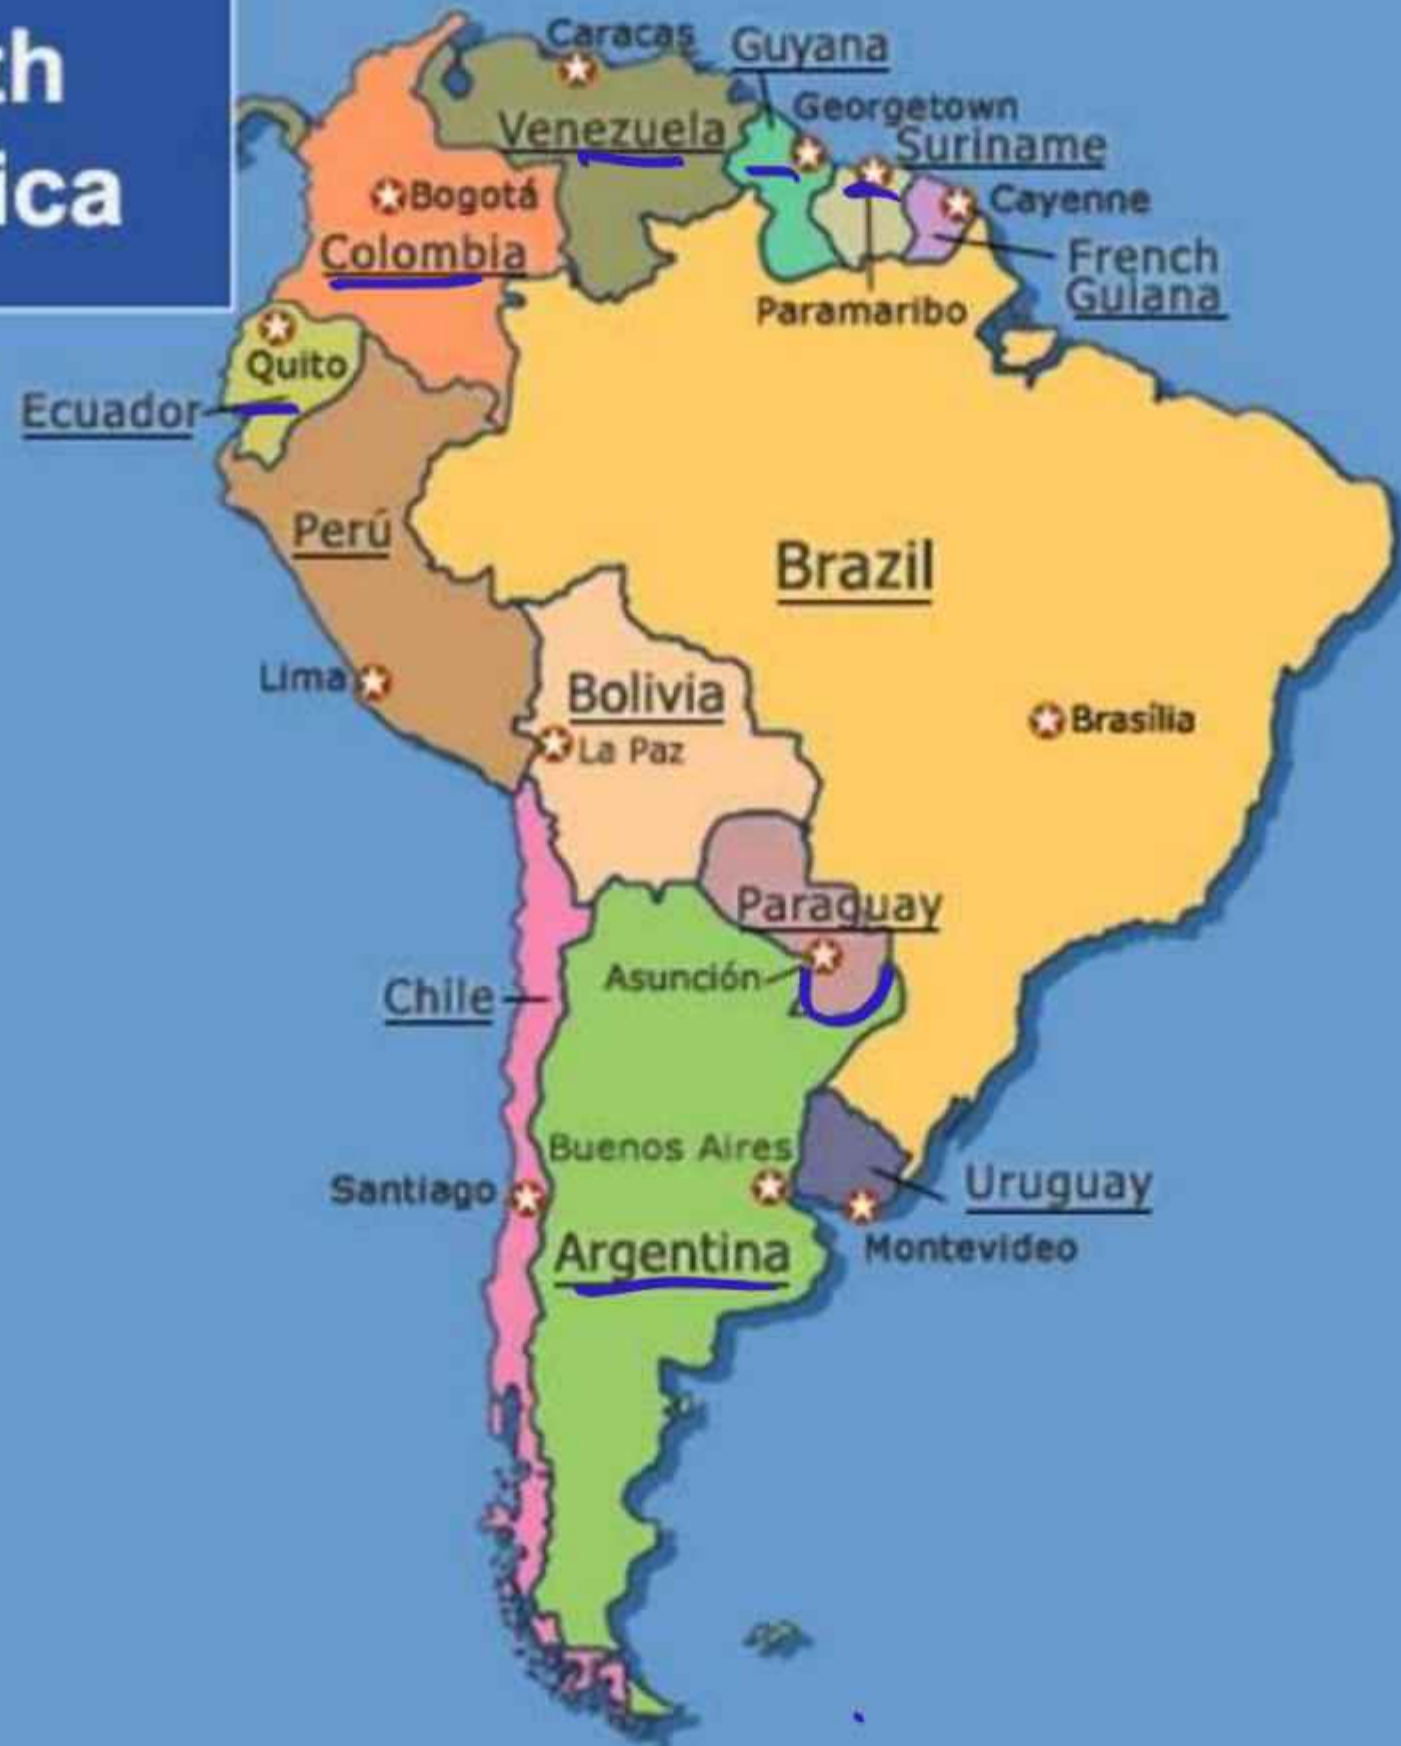 th
ica
Caracas
Guyana
Georgetown
Venezuela
Suriname
Bogotá
Cayenne
Colombia
French
Guiana
Paramaribo
Quito
Ecuador
Perú
Brazil
Lima
Bolivia
Brasília
La Paz
Paraguay
Asunción
Chile
Buenos Aires
Santiago
Uruguay
Argentina
Montevideo